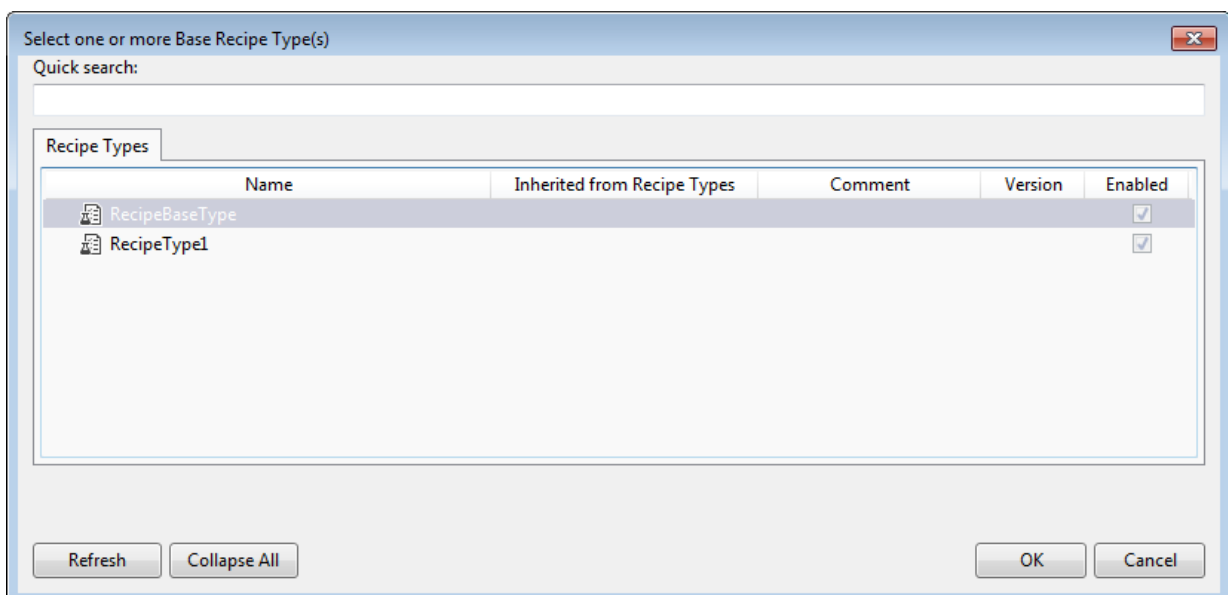 Select one or more Base Recipe Type(s)
Quick search:
Recipe Types
Name Inherited from Recipe Types Comment Version Enabled
RecipeBaseType
RecipeType1
Refresh Collapse All OK Cancel